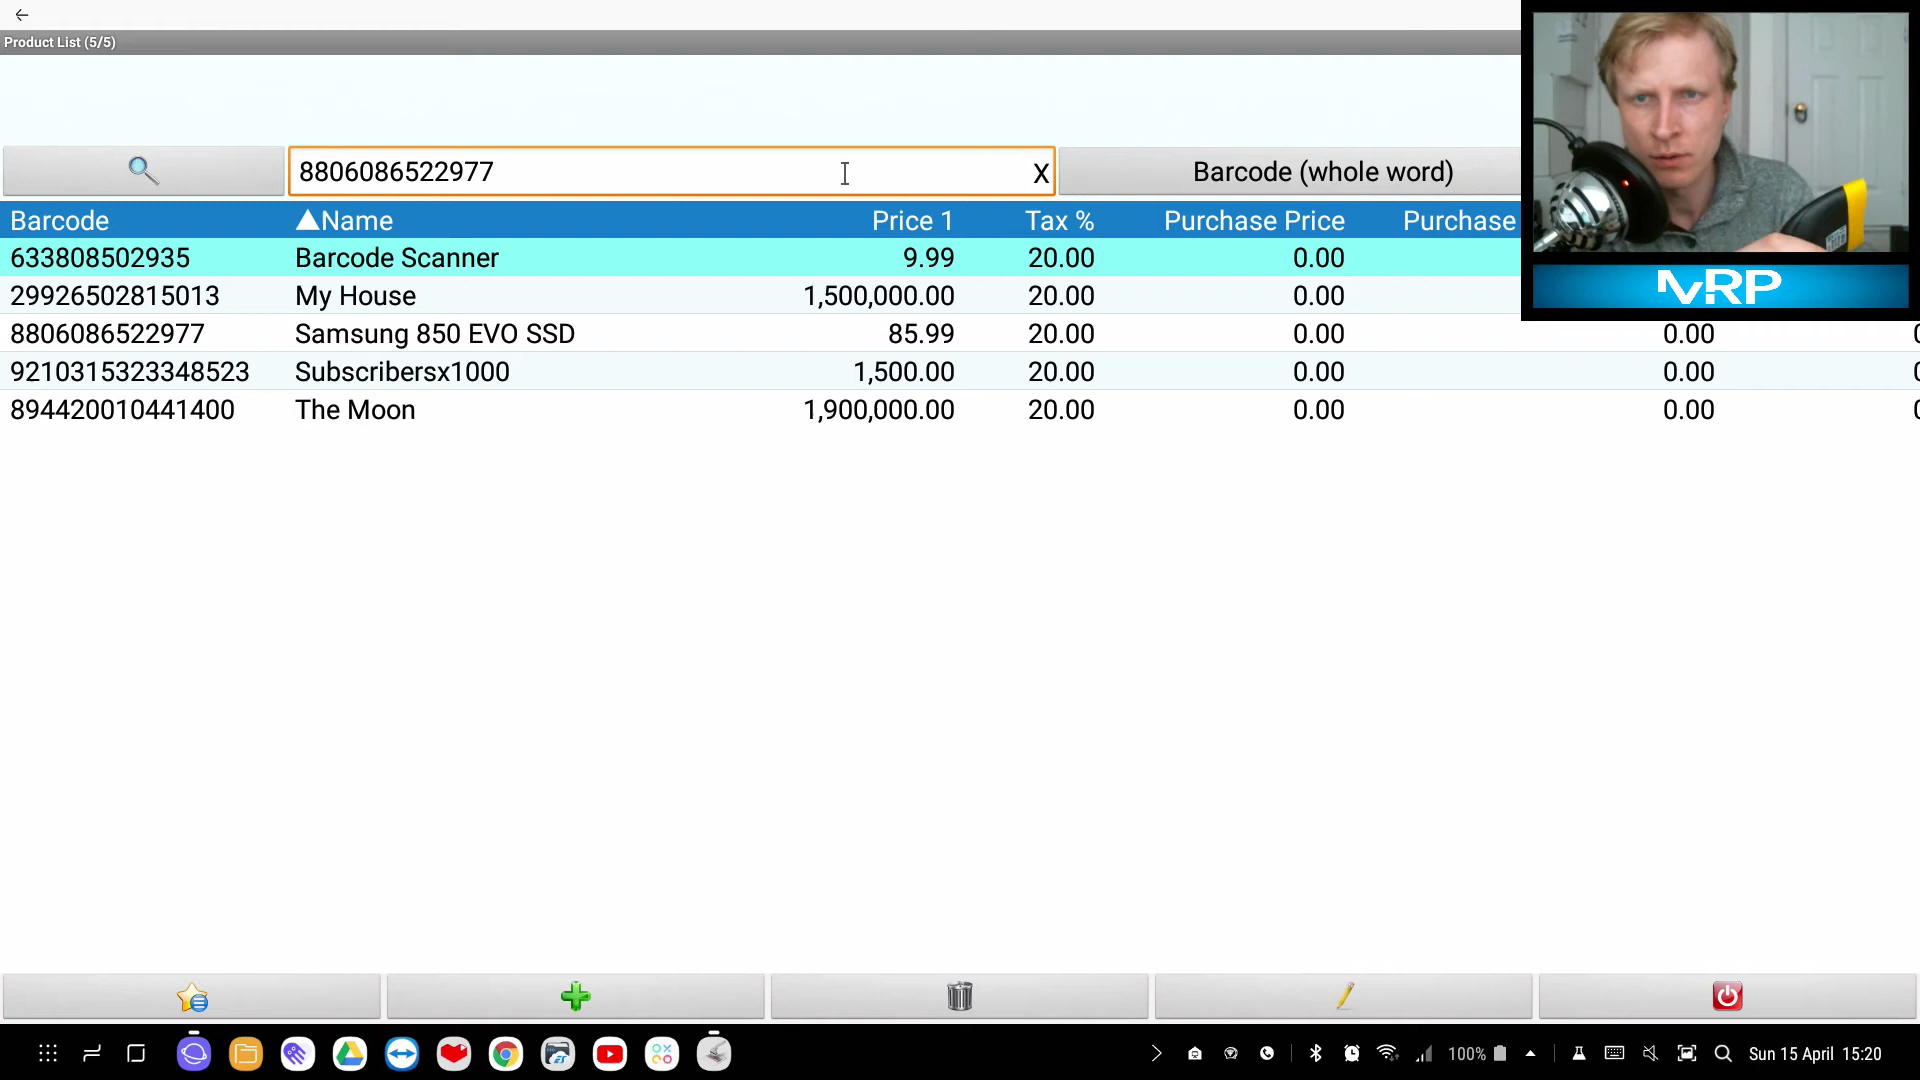 Product List (5/5)
8806086522977 X Barcode (whole word)
Barcode ▲Name Price 1 Tax % Purchase Price Purchase
633808502935 Barcode Scanner 9.99 20.00 0.00
29926502815013 My House 1,500,000.00 20.00 0.00
8806086522977 Samsung 850 EVO SSD 85.99 20.00 0.00 0.00
9210315323348523 Subscribersx1000 1,500.00 20.00 0.00 0.00
894420010441400 The Moon 1,900,000.00 20.00 0.00 0.00
MRP
100% Sun 15 April 15:20